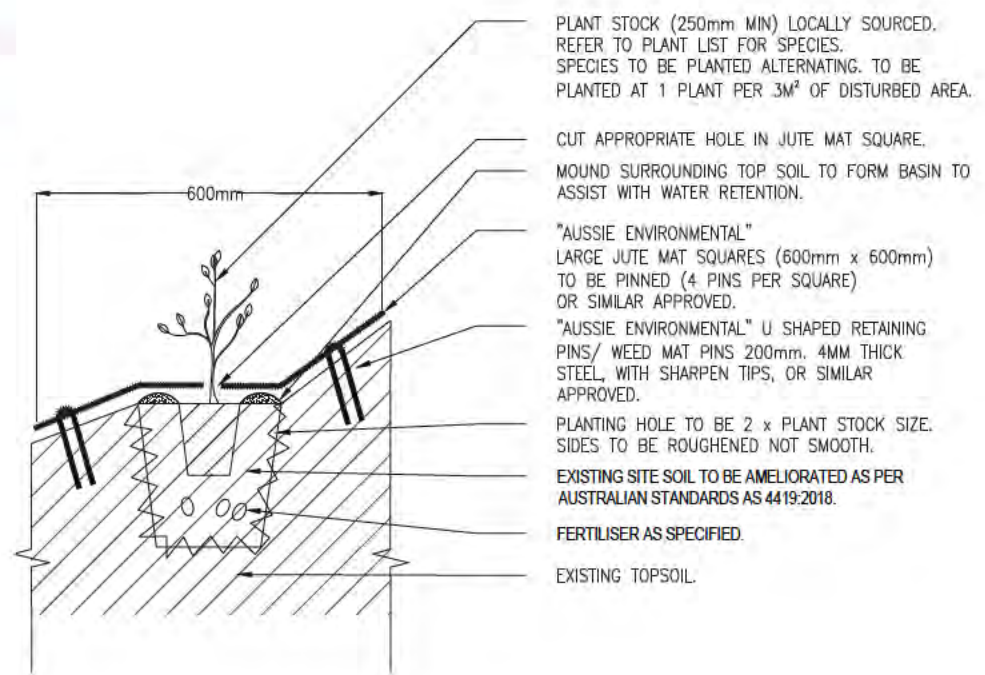 PLANT STOCK (250mm MIN) LOCALLY SOURCED.
REFER TO PLANT LIST FOR SPECIES.
SPECIES TO BE PLANTED ALTERNATING. TO BE
PLANTED AT 1 PLANT PER 3M² OF DISTURBED AREA.
CUT APPROPRIATE HOLE IN JUTE MAT SQUARE.
MOUND SURROUNDING TOP SOIL TO FORM BASIN TO
ASSIST WITH WATER RETENTION.
600mm
"AUSSIE ENVIRONMENTAL"
LARGE JUTE MAT SQUARES (600mm x 600mm)
TO BE PINNED (4 PINS PER SQUARE)
OR SIMILAR APPROVED.
"AUSSIE ENVIRONMENTAL" U SHAPED RETAINING
PINS/ WEED MAT PINS 200mm. 4MM THICK
STEEL, WITH SHARPEN TIPS, OR SIMILAR
APPROVED.
PLANTING HOLE TO BE 2 x PLANT STOCK SIZE.
SIDES TO BE ROUGHENED NOT SMOOTH.
EXISTING SITE SOIL TO BE AMELIORATED AS PER
AUSTRALIAN STANDARDS AS 4419:2018.
FERTILISER AS SPECIFIED.
EXISTING TOPSOIL.